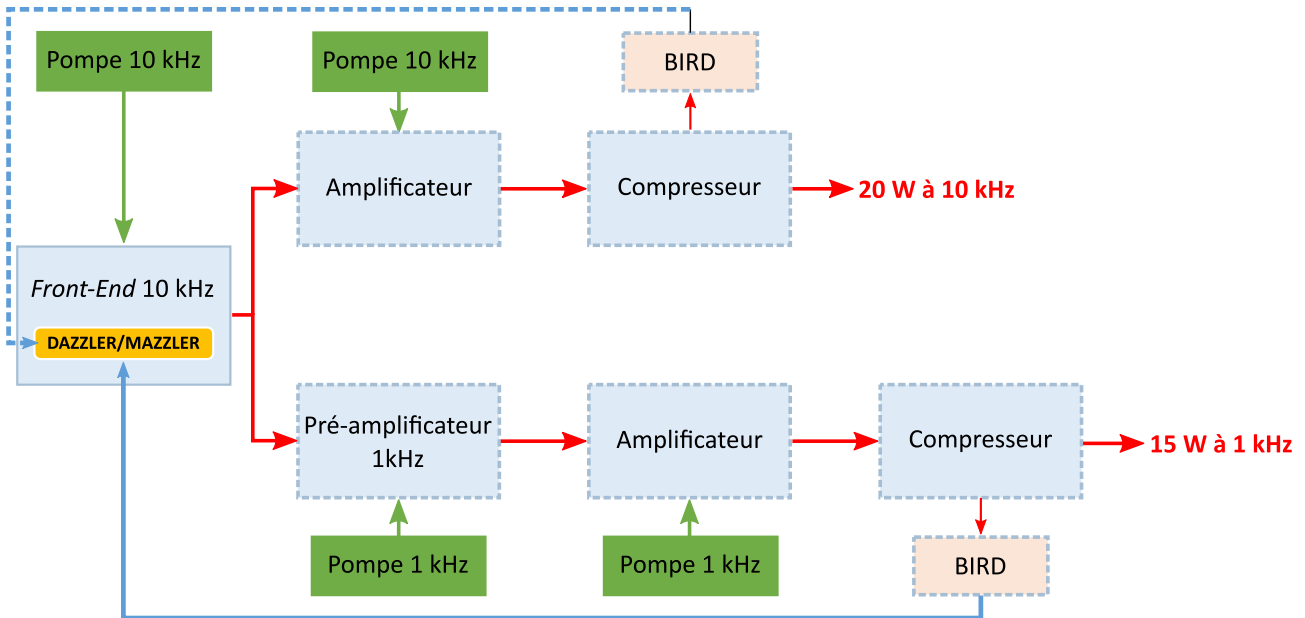 Pompe 10 kHz
Pompe 10 kHz
BIRD
Amplificateur
Compresseur
20 W à 10 kHz
Front-End 10 kHz
DAZZLER/MAZZLER
Pré-amplificateur
1kHz
Amplificateur
Compresseur
15 W à 1 kHz
Pompe 1 kHz
Pompe 1 kHz
BIRD